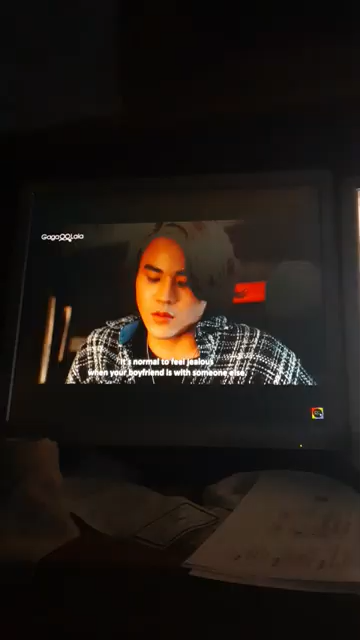 GagaOOLala
It's normal to feel jealous
when your boyfriend is with someone else.